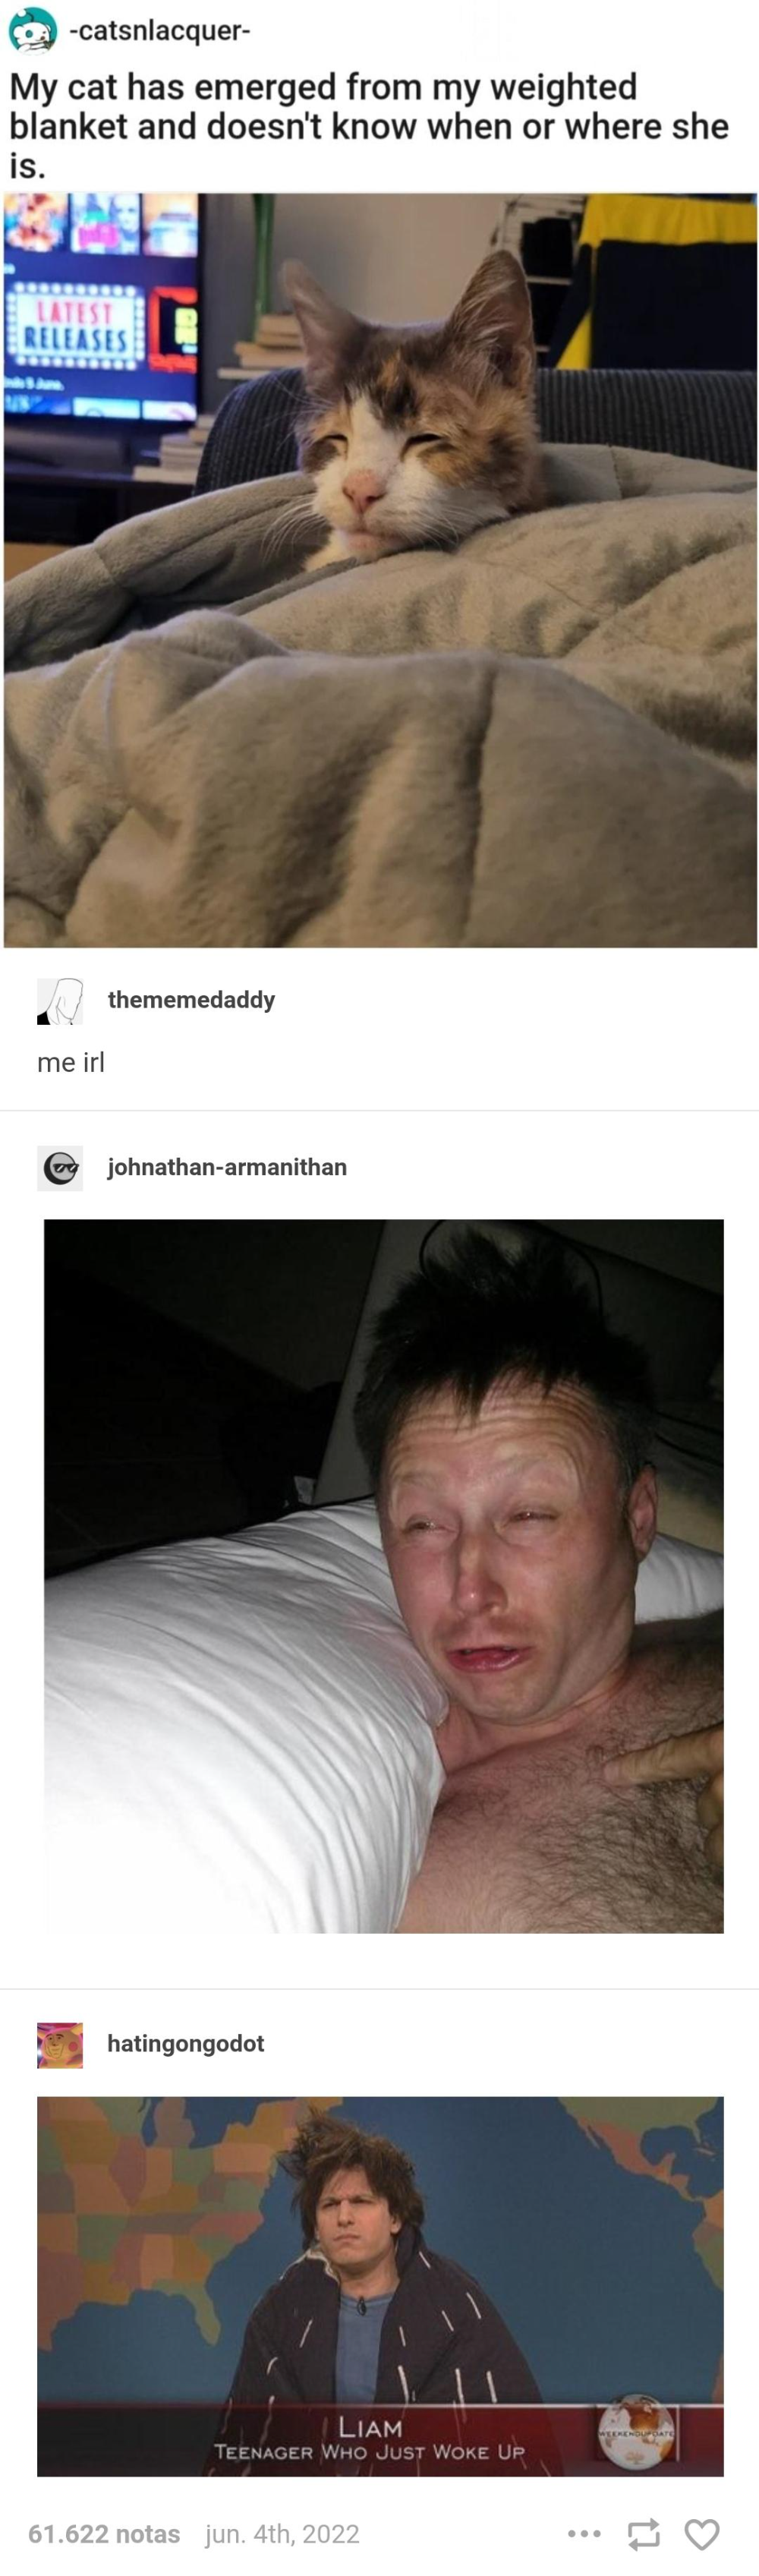 -catsnlacquer-
My cat has emerged from my weighted
blanket and doesn't know when or where she
is.
LATEST
RELEASES
thememedaddy
me irl
johnathan-armanithan
hatingongodot
LIAM
TEENAGER WHO JUST WOKE UP
WEEKENDUPDATE
61.622 notas jun. 4th, 2022